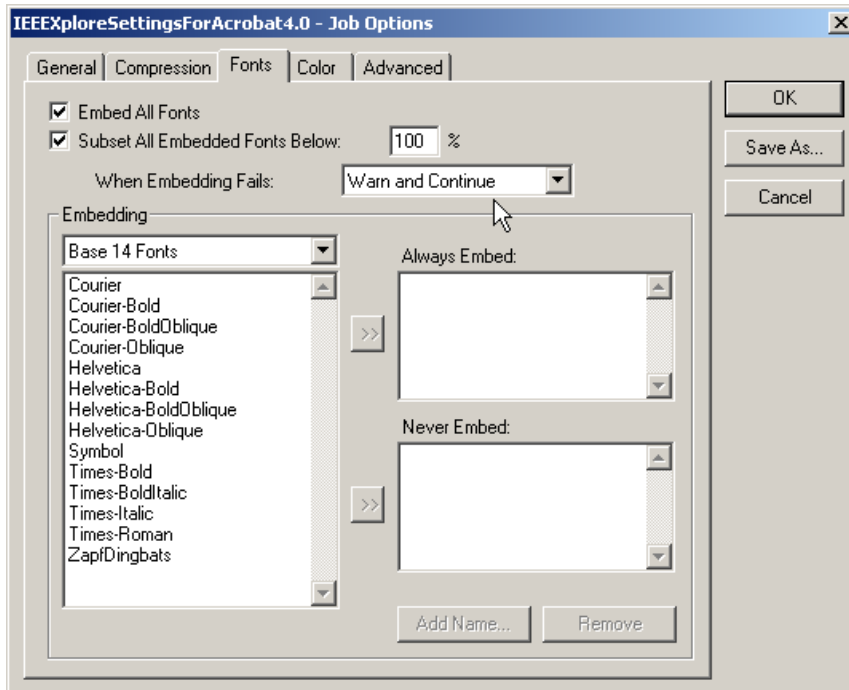 IEEEXploreSettingsForAcrobat4.0 - Job Options
General Compression Fonts Color Advanced
Embed All Fonts
Subset All Embedded Fonts Below: 100 %
When Embedding Fails: Warn and Continue
OK
Save As...
Cancel
Embedding
Base 14 Fonts
Courier
Courier-Bold
Courier-BoldOblique
Courier-Oblique
Helvetica
Helvetica-Bold
Helvetica-BoldOblique
Helvetica-Oblique
Symbol
Times-Bold
Times-BoldItalic
Times-Italic
Times-Roman
ZapfDingbats
>>
>>
Always Embed:
Never Embed:
Add Name... Remove